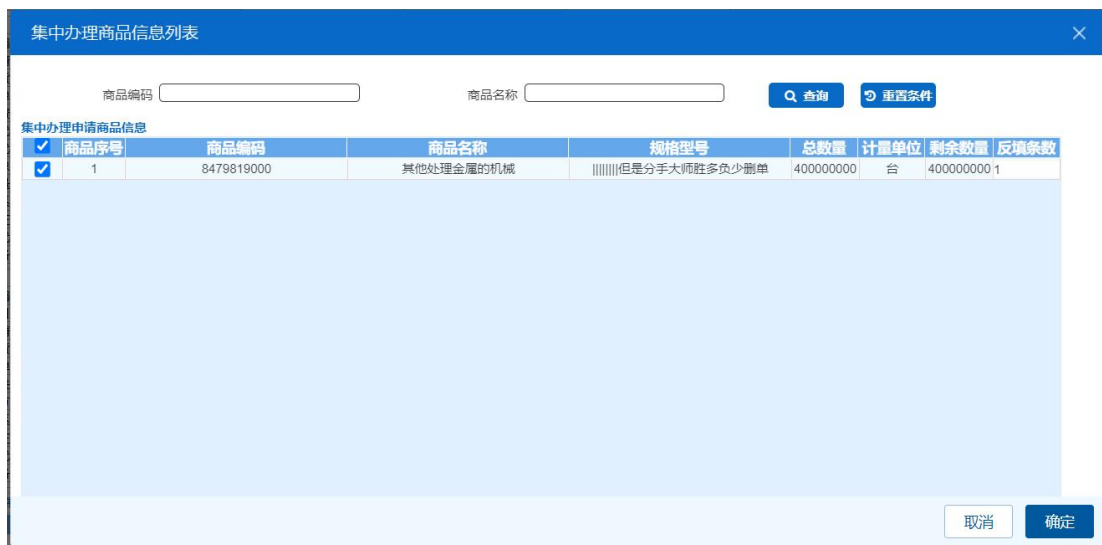 集中办理商品信息列表
商品编码 商品名称 查询 重置条件
集中办理申请商品信息
商品序号 商品编码 商品名称 规格型号 总数量 计量单位 剩余数量 反填条数
1 8479819000 其他处理金属的机械 ||||||||但是分手大师胜多负少删单 400000000 台 400000000 1
取消 确定